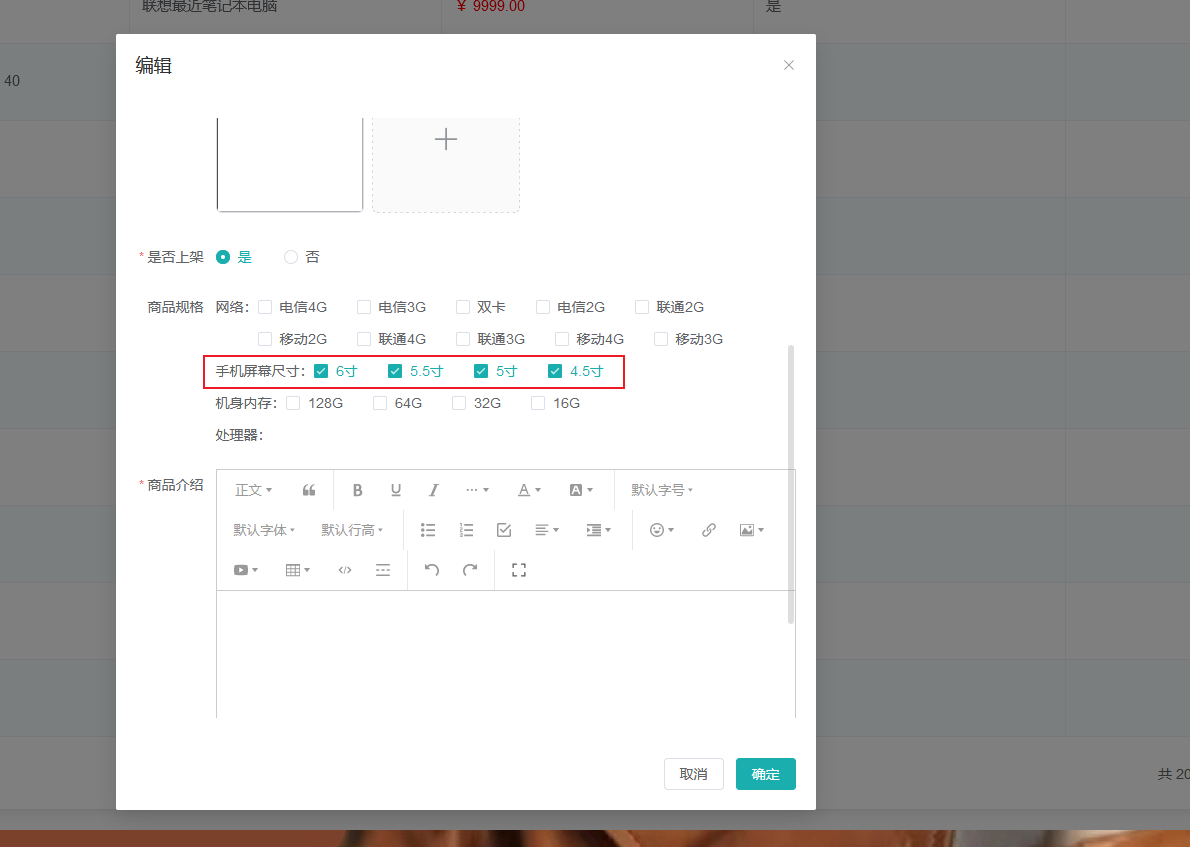 联想最近笔记本电脑 ￥ 9999.00 是
编辑
40
* 是否上架 是 否
商品规格 网络： 电信4G 电信3G 双卡 电信2G 联通2G
移动2G 联通4G 联通3G 移动4G 移动3G
手机屏幕尺寸： 6寸 5.5寸 5寸 4.5寸
机身内存： 128G 64G 32G 16G
处理器：
* 商品介绍 正文 B U I A A 默认字号
默认字体 默认行高
取消 确定
共 20